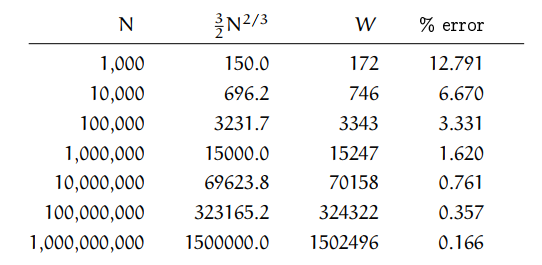 N 3/2 N^2/3 W % error
1,000 150.0 172 12.791
10,000 696.2 746 6.670
100,000 3231.7 3343 3.331
1,000,000 15000.0 15247 1.620
10,000,000 69623.8 70158 0.761
100,000,000 323165.2 324322 0.357
1,000,000,000 1500000.0 1502496 0.166